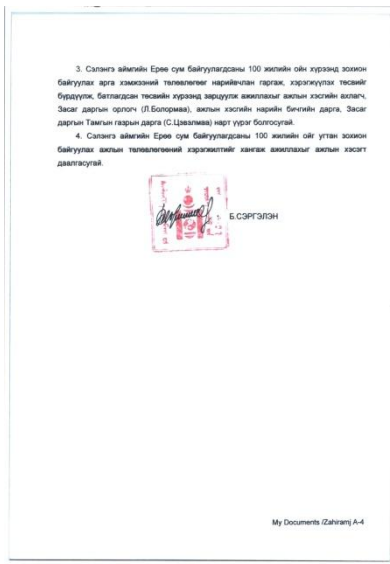 3. Сэлэнгэ аймгийн Ерөө сум байгуулагдсаны 100 жилийн ойн хүрээнд зохион
байгуулах арга хэмжээний төлөвлөгөөг нарийвчлан гаргаж, хэрэгжүүлэх төсвийг
бүрдүүлж, батлагдсан төсвийн хүрээнд зарцуулж ажиллахыг ажлын хэсгийн ахлагч,
Засаг даргын орлогч (Л.Болормаа), ажлын хэсгийн нарийн бичгийн дарга, Засаг
даргын Тамгын газрын дарга (С.Цэвэлмаа) нарт үүрэг болгосугай.
4. Сэлэнгэ аймгийн Ерөө сум байгуулагдсаны 100 жилийн ойг угтан зохион
байгуулах ажлын төлөвлөгөөний хэрэгжилтийг хангаж ажиллахыг ажлын хэсэгт
даалгасугай.
Б.СЭРГЭЛЭН
My Documents /Zahiramj A-4